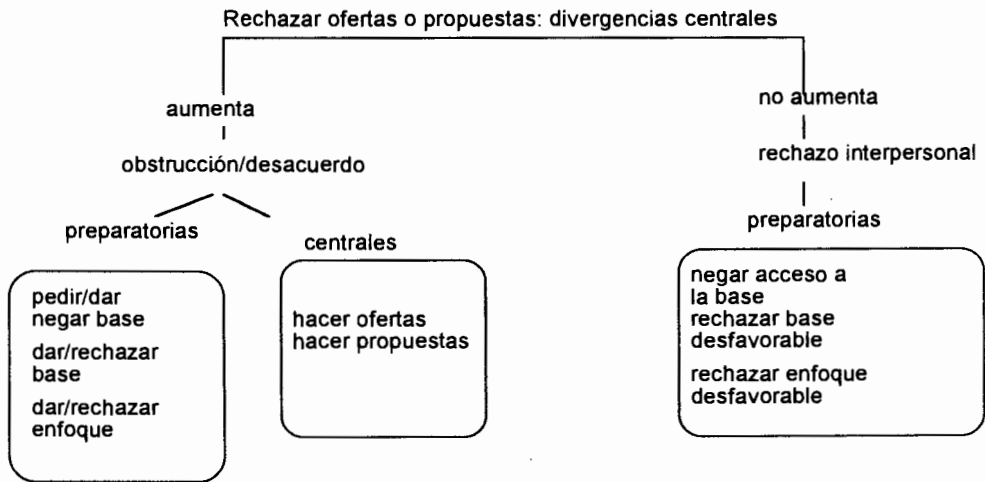 Rechazar ofertas o propuestas: divergencias centrales
aumenta
obstrucción/desacuerdo
preparatorias
pedir/dar
negar base
dar/rechazar
base
dar/rechazar
enfoque
centrales
hacer ofertas
hacer propuestas
no aumenta
rechazo interpersonal
preparatorias
negar acceso a
la base
rechazar base
desfavorable
rechazar enfoque
desfavorable